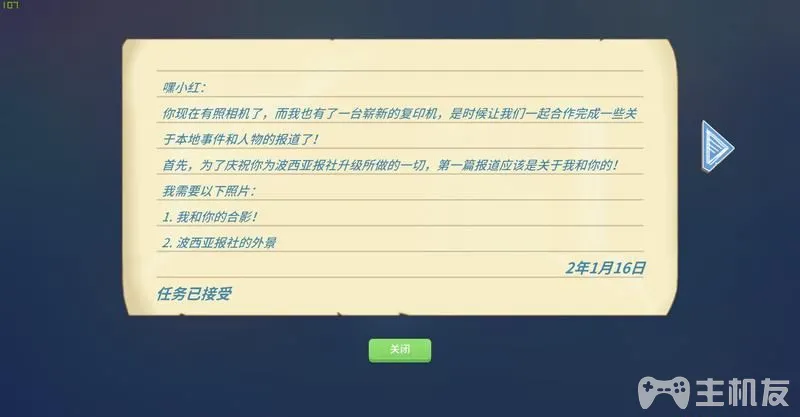 107
嘿小红：
你现在有照相机了，而我也有了一台崭新的复印机，是时候让我们一起合作完成一些关
于本地事件和人物的报道了！
首先，为了庆祝你为波西亚报社升级所做的一切，第一篇报道应该是关于我和你的！
我需要以下照片：
1. 我和你的合影！
2. 波西亚报社的外景
2年1月16日
任务已接受
关闭
主机友